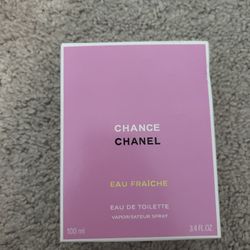 CHANCE
CHANEL
EAU FRAÎCHE
EAU DE TOILETTE
VAPORISATEUR SPRAY
100 ml 3.4 FL. OZ.